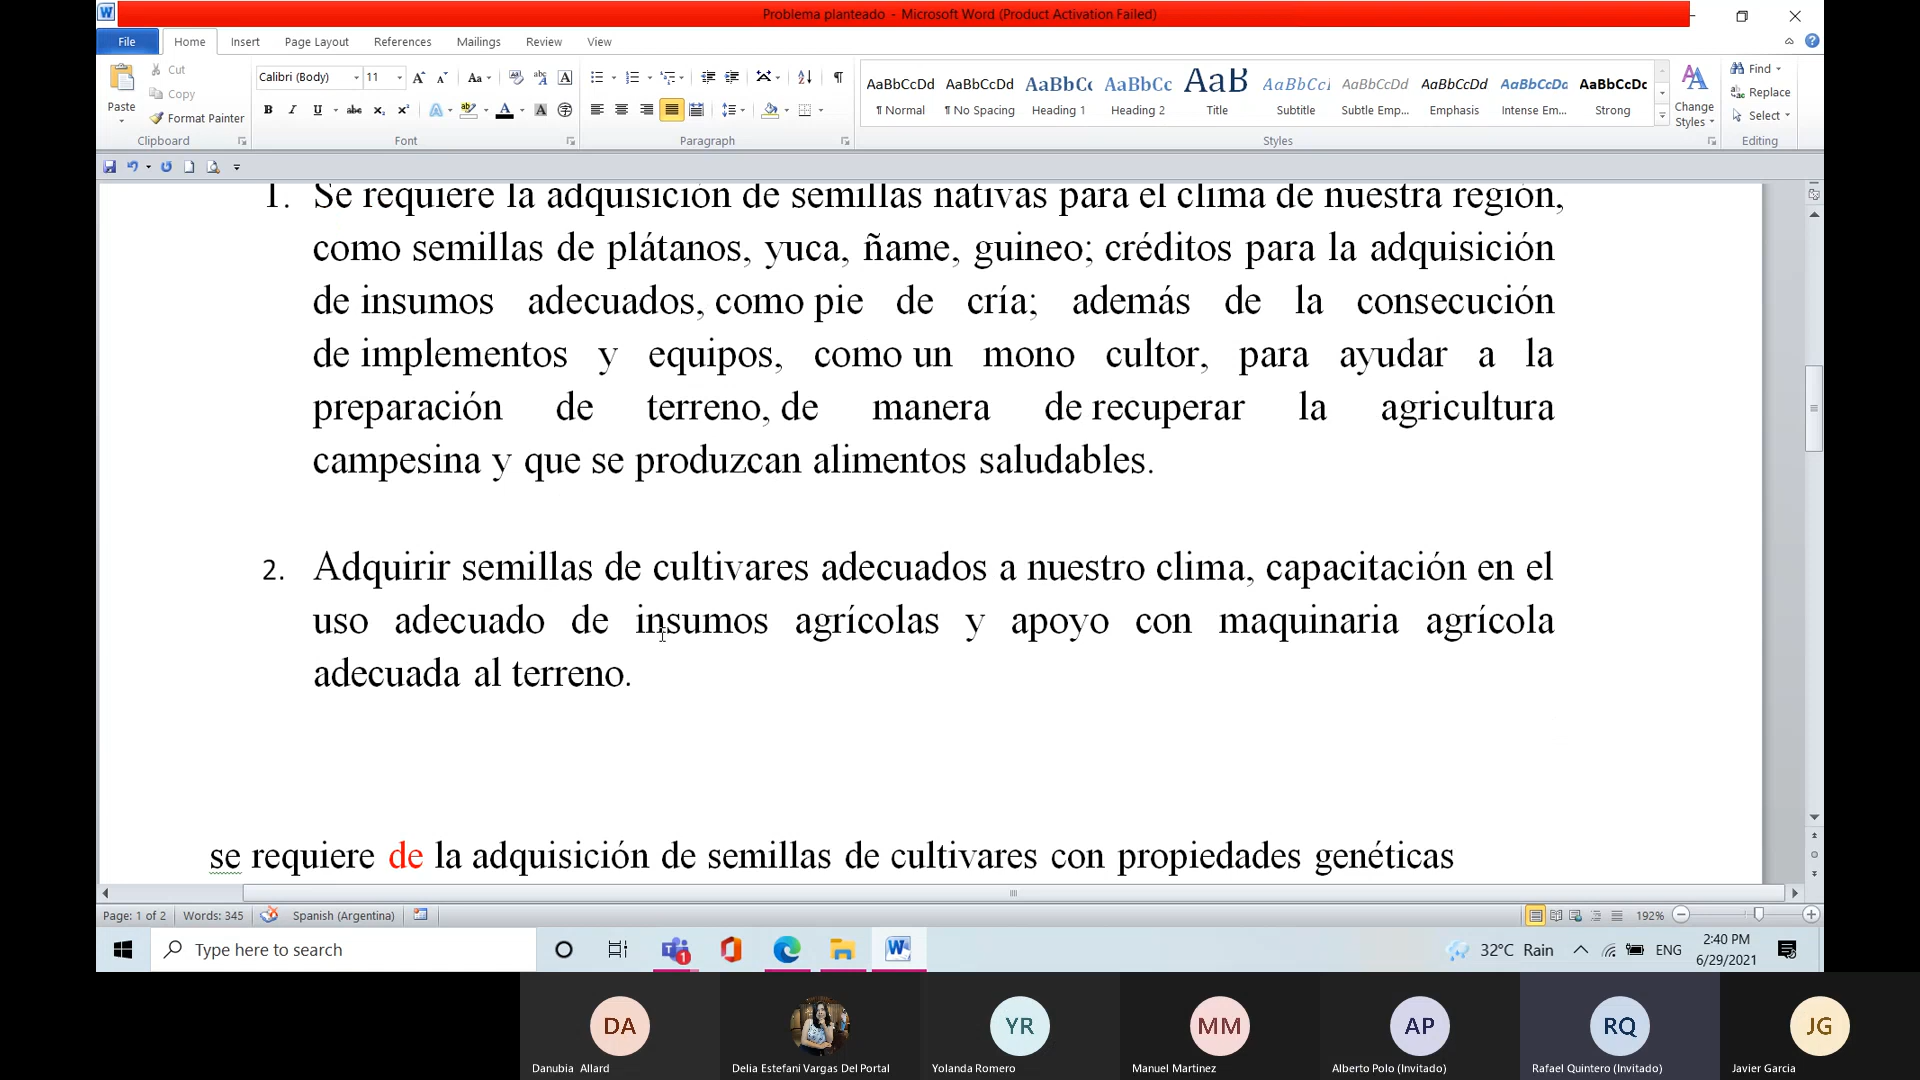 Problema planteado - Microsoft Word (Product Activation Failed)
File Home Insert Page Layout References Mailings Review View
Paste
Cut
Copy
Format Painter
Clipboard
Calibri (Body) 11
Font
Paragraph
AaBbCcDd AaBbCcDd AaBbCc AaBbCc AaB AaBbCcI AaBbCcDd AaBbCcDd AaBbCcDc AaBbCcDc
¶ Normal ¶ No Spacing Heading 1 Heading 2 Title Subtitle Subtle Emp... Emphasis Intense Em... Strong
Change
Styles
Styles
Find
Replace
Select
Editing
1. Se requiere la adquisición de semillas nativas para el clima de nuestra región,
como semillas de plátanos, yuca, ñame, guineo; créditos para la adquisición
de insumos adecuados, como pie de cría; además de la consecución
de implementos y equipos, como un mono cultor, para ayudar a la
preparación de terreno, de manera de recuperar la agricultura
campesina y que se produzcan alimentos saludables.
2. Adquirir semillas de cultivares adecuados a nuestro clima, capacitación en el
uso adecuado de insumos agrícolas y apoyo con maquinaria agrícola
adecuada al terreno.
se requiere de la adquisición de semillas de cultivares con propiedades genéticas
Page: 1 of 2 Words: 345 Spanish (Argentina) 192%
Type here to search
32°C Rain ENG
2:40 PM
6/29/2021
DA YR MM AP RQ JG
Danubia Allard Delia Estefani Vargas Del Portal Yolanda Romero Manuel Martinez Alberto Polo (Invitado) Rafael Quintero (Invitado) Javier Garcia